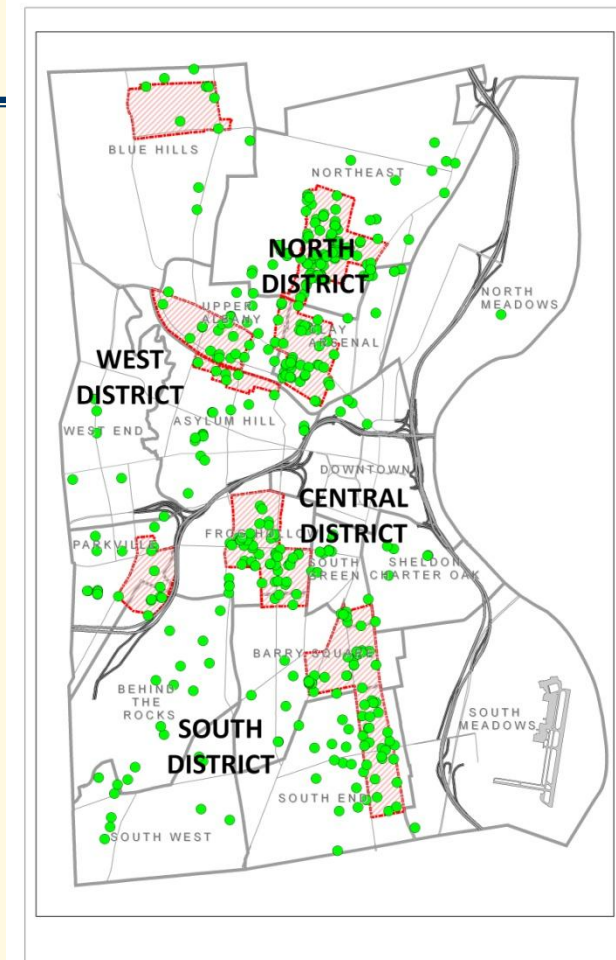 BLUE HILLS
NORTHEAST
NORTH
DISTRICT
NORTH
MEADOWS
UPPER
ALBANY
CLAY
ARSENAL
WEST
DISTRICT
WEST END
ASYLUM HILL
DOWNTOWN
CENTRAL
DISTRICT
PARKVILLE
FROG HOLLOW
SOUTH
GREEN
SHELDON
CHARTER OAK
BARRY SQUARE
BEHIND
THE
ROCKS
SOUTH
DISTRICT
SOUTH
MEADOWS
SOUTH END
SOUTH WEST